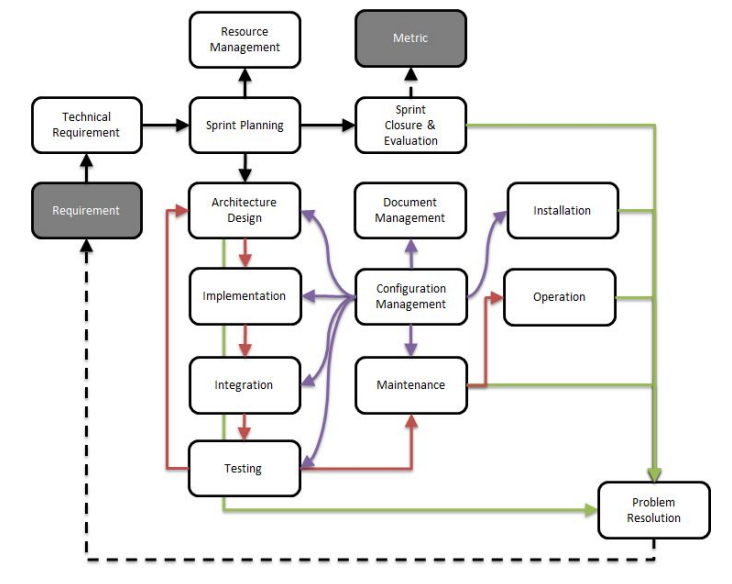 Resource
Management
Metric
Technical
Requirement
Sprint Planning
Sprint
Closure &
Evaluation
Requirement
Architecture
Design
Document
Management
Installation
Implementation
Configuration
Management
Operation
Integration
Maintenance
Testing
Problem
Resolution